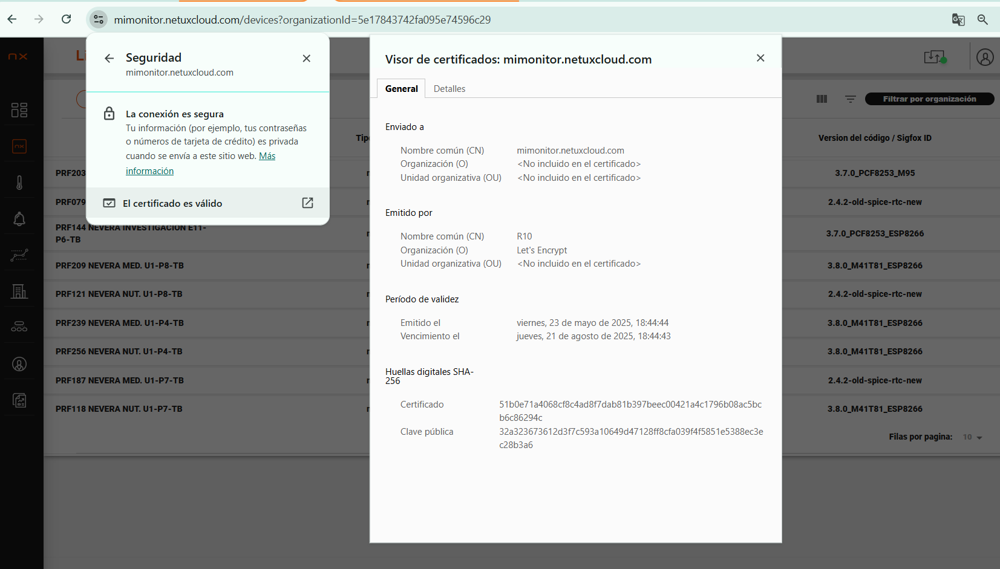 mimonitor.netuxcloud.com/devices?organizationId=5e17843742fa095e74596c29
nx
Seguridad
mimonitor.netuxcloud.com
La conexión es segura
Tu información (por ejemplo, tus contraseñas
o números de tarjeta de crédito) es privada
cuando se envía a este sitio web. Más
información
El certificado es válido
Visor de certificados: mimonitor.netuxcloud.com
General Detalles
Enviado a
Nombre común (CN) mimonitor.netuxcloud.com
Organización (O) <No incluido en el certificado>
Unidad organizativa (OU) <No incluido en el certificado>
Emitido por
Nombre común (CN) R10
Organización (O) Let's Encrypt
Unidad organizativa (OU) <No incluido en el certificado>
Período de validez
Emitido el viernes, 23 de mayo de 2025, 18:44:44
Vencimiento el jueves, 21 de agosto de 2025, 18:44:43
Huellas digitales SHA-
256
Certificado 51b0e71a4068cf8c4ad8f7dab81b397beec00421a4c1796b08ac5bc
b6c86294c
Clave pública 32a323673612d3f7c593a10649d47128ff8cfa039f4f5851e5388ec3e
c28b3a6
Filtrar por organización
Version del código / Sigfox ID
PRF203 3.7.0_PCF8253_M95
PRF079 2.4.2-old-spice-rtc-new
PRF144 NEVERA INVESTIGACION E11-
P6-TB 3.7.0_PCF8253_ESP8266
PRF209 NEVERA MED. U1-P8-TB 3.8.0_M41T81_ESP8266
PRF121 NEVERA NUT. U1-P8-TB 2.4.2-old-spice-rtc-new
PRF239 NEVERA MED. U1-P4-TB 3.8.0_M41T81_ESP8266
PRF256 NEVERA NUT. U1-P4-TB 3.8.0_M41T81_ESP8266
PRF187 NEVERA MED. U1-P7-TB 2.4.2-old-spice-rtc-new
PRF118 NEVERA NUT. U1-P7-TB 3.8.0_M41T81_ESP8266
Filas por pagina: 10